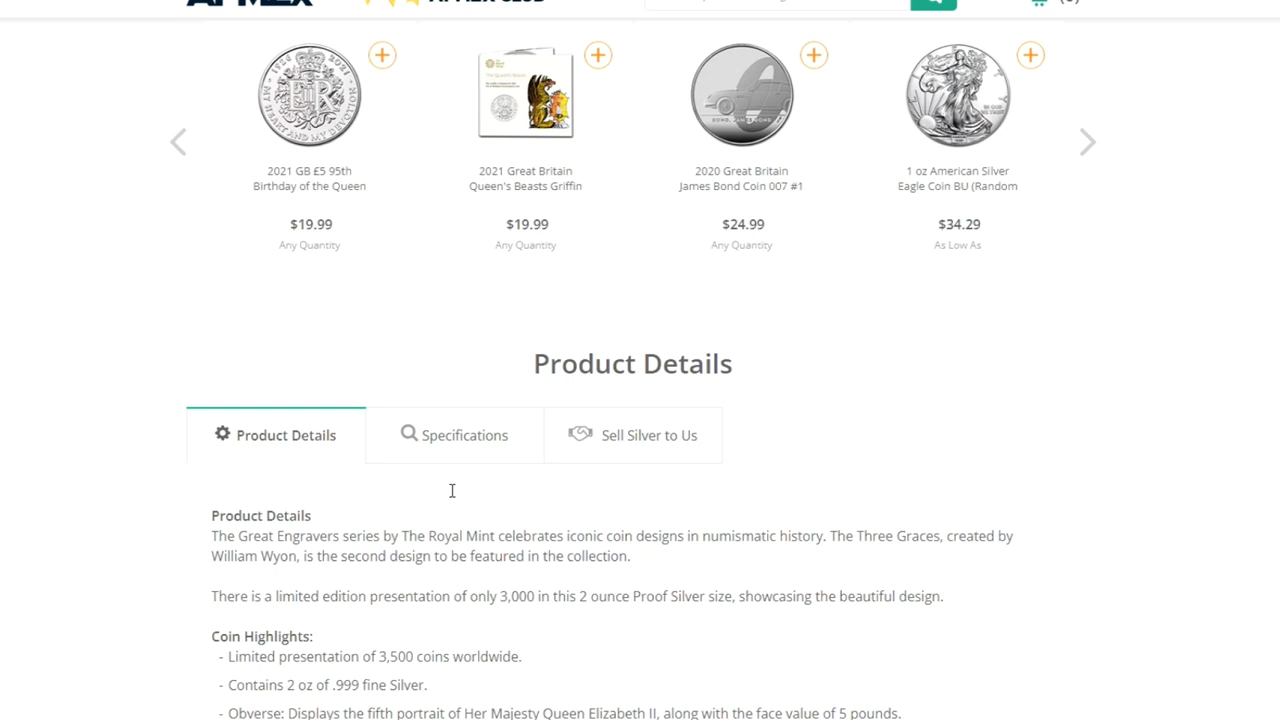 APMEX
APMEX CLUB
(0)
2021 GB £5 95th
Birthday of the Queen
$19.99
Any Quantity
2021 Great Britain
Queen's Beasts Griffin
$19.99
Any Quantity
2020 Great Britain
James Bond Coin 007 #1
$24.99
Any Quantity
1 oz American Silver
Eagle Coin BU (Random
$34.29
As Low As
Product Details
Product Details
Specifications
Sell Silver to Us
Product Details
The Great Engravers series by The Royal Mint celebrates iconic coin designs in numismatic history. The Three Graces, created by
William Wyon, is the second design to be featured in the collection.
There is a limited edition presentation of only 3,000 in this 2 ounce Proof Silver size, showcasing the beautiful design.
Coin Highlights:
- Limited presentation of 3,500 coins worldwide.
- Contains 2 oz of .999 fine Silver.
- Obverse: Displays the fifth portrait of Her Majesty Queen Elizabeth II, along with the face value of 5 pounds.